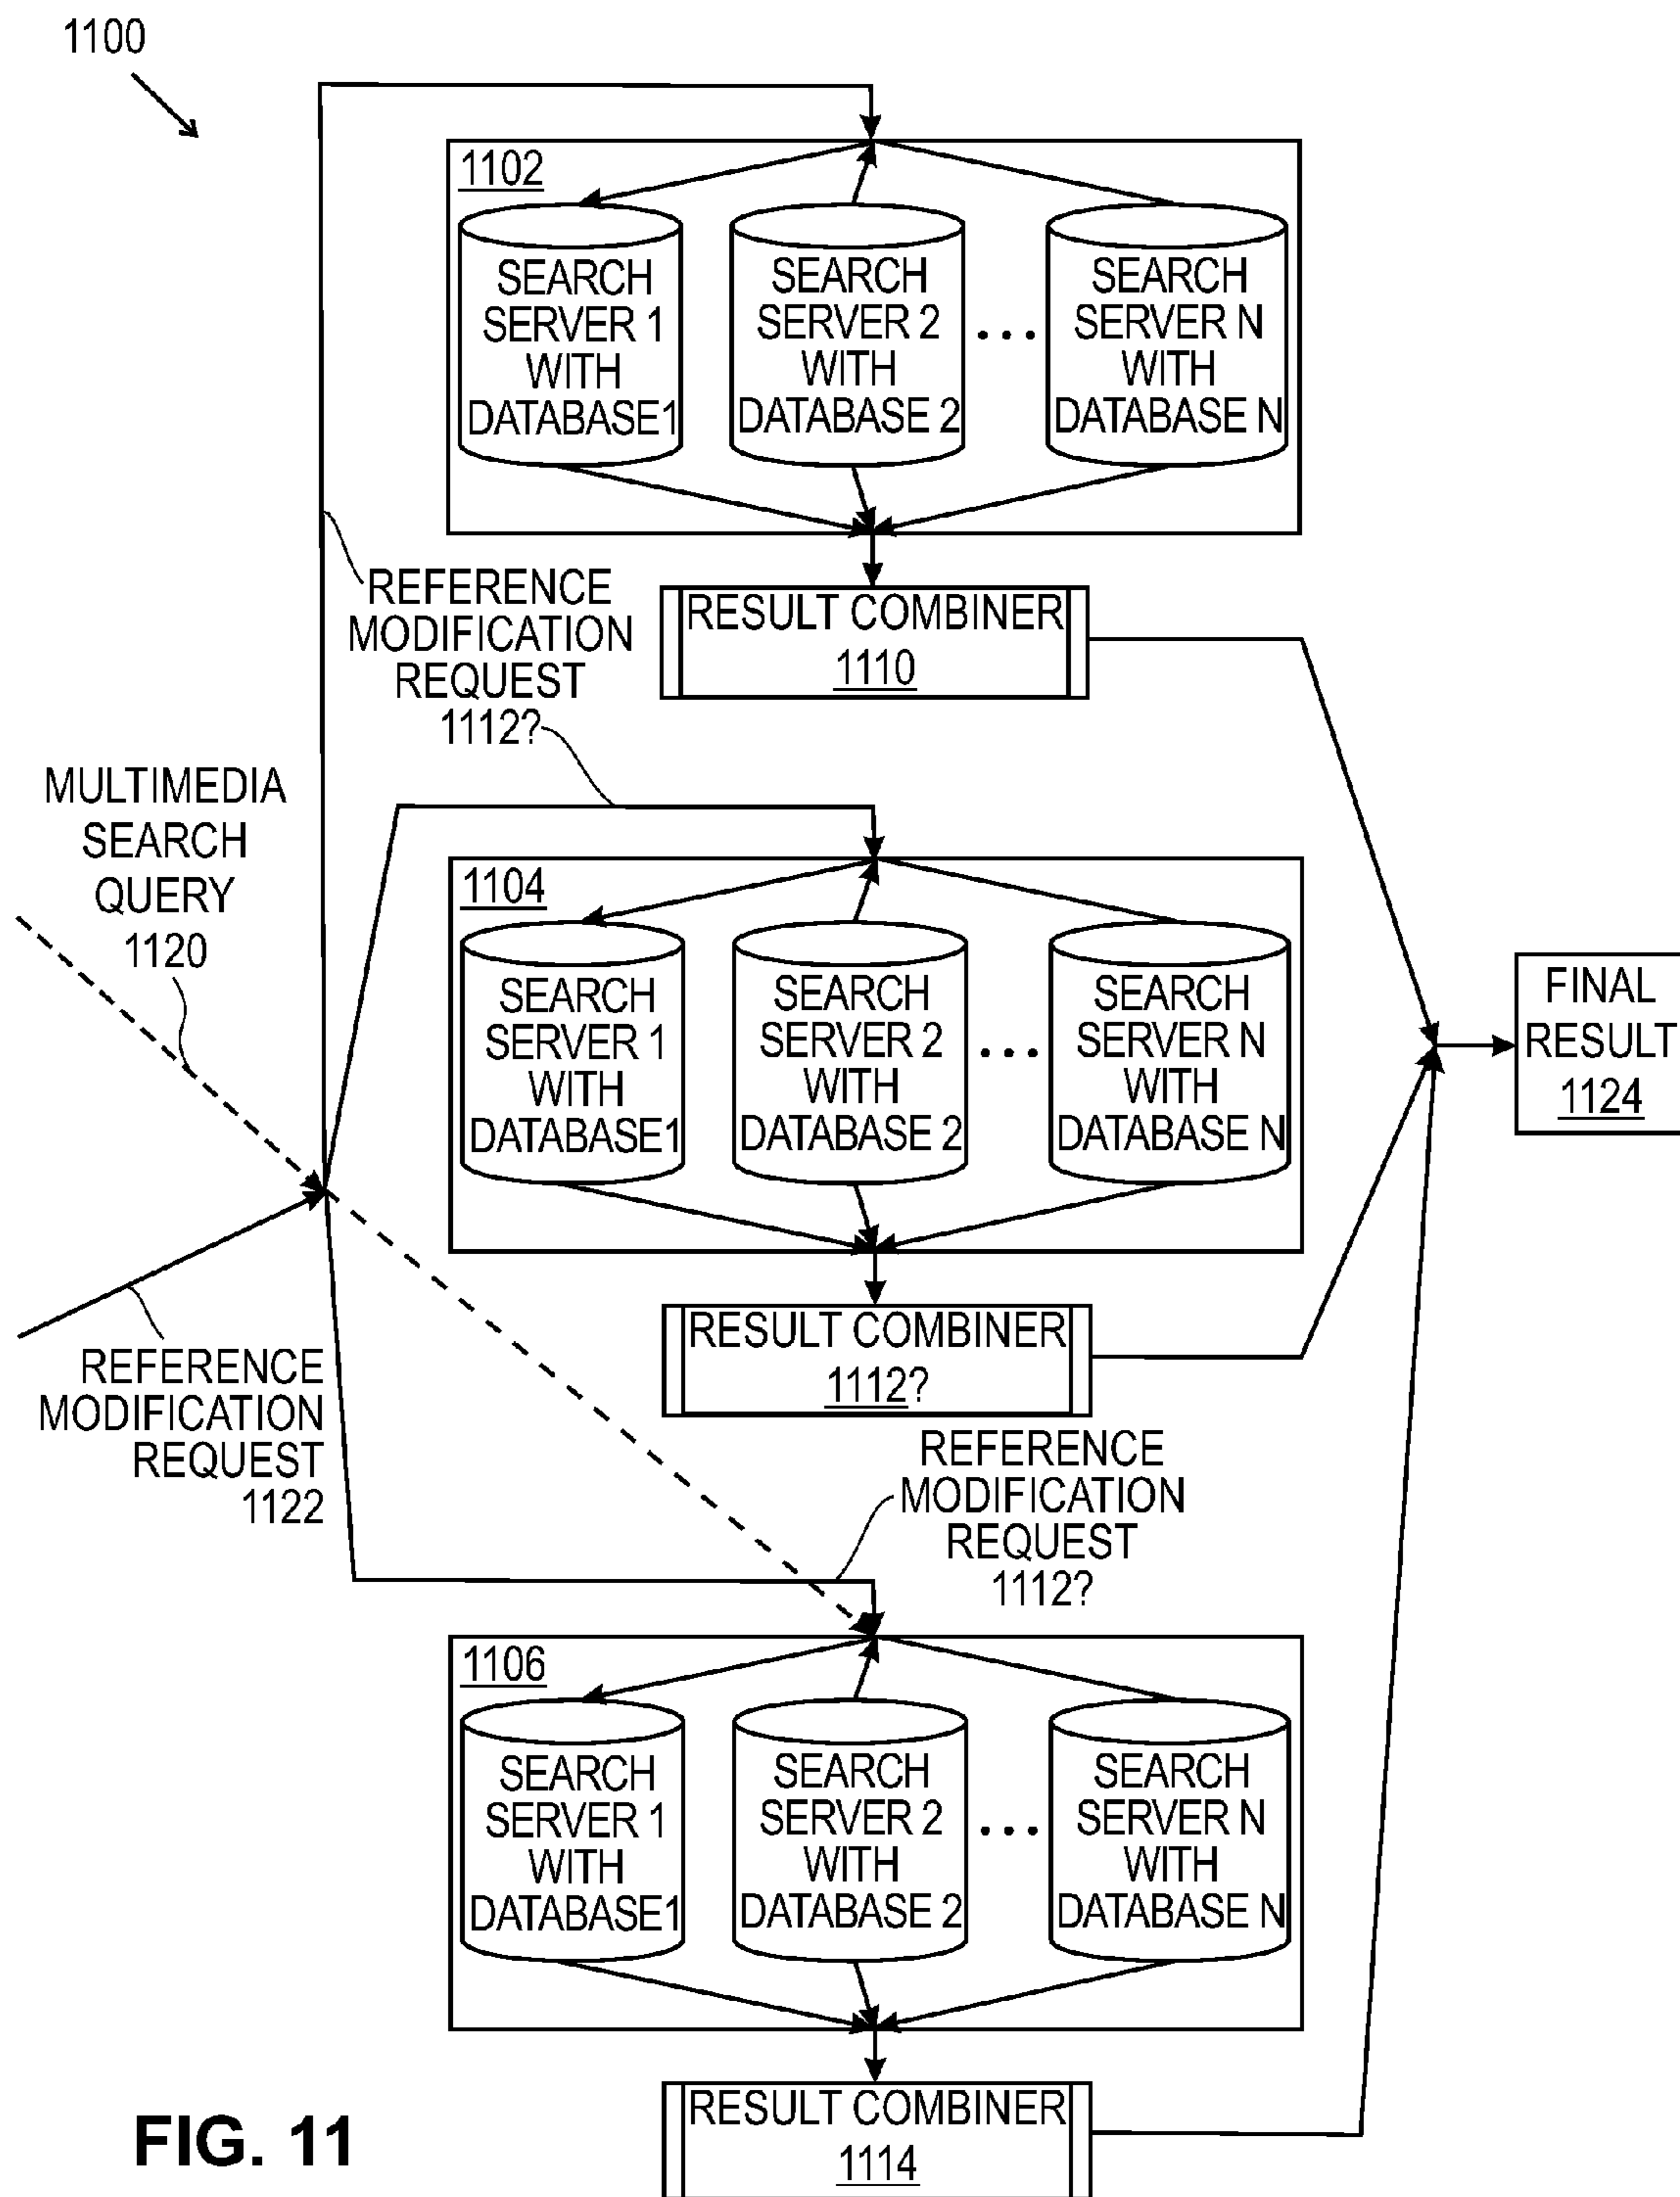 1100
1102
SEARCH
SERVER 1
WITH
DATABASE1
SEARCH
SERVER 2
WITH
DATABASE 2
...
SEARCH
SERVER N
WITH
DATABASE N
REFERENCE
MODIFICATION
REQUEST
1112?
RESULT COMBINER
1110
MULTIMEDIA
SEARCH
QUERY
1120
1104
SEARCH
SERVER 1
WITH
DATABASE1
SEARCH
SERVER 2
WITH
DATABASE 2
...
SEARCH
SERVER N
WITH
DATABASE N
FINAL
RESULT
1124
REFERENCE
MODIFICATION
REQUEST
1122
RESULT COMBINER
1112?
REFERENCE
MODIFICATION
REQUEST
1112?
1106
SEARCH
SERVER 1
WITH
DATABASE1
SEARCH
SERVER 2
WITH
DATABASE 2
...
SEARCH
SERVER N
WITH
DATABASE N
RESULT COMBINER
1114
FIG. 11